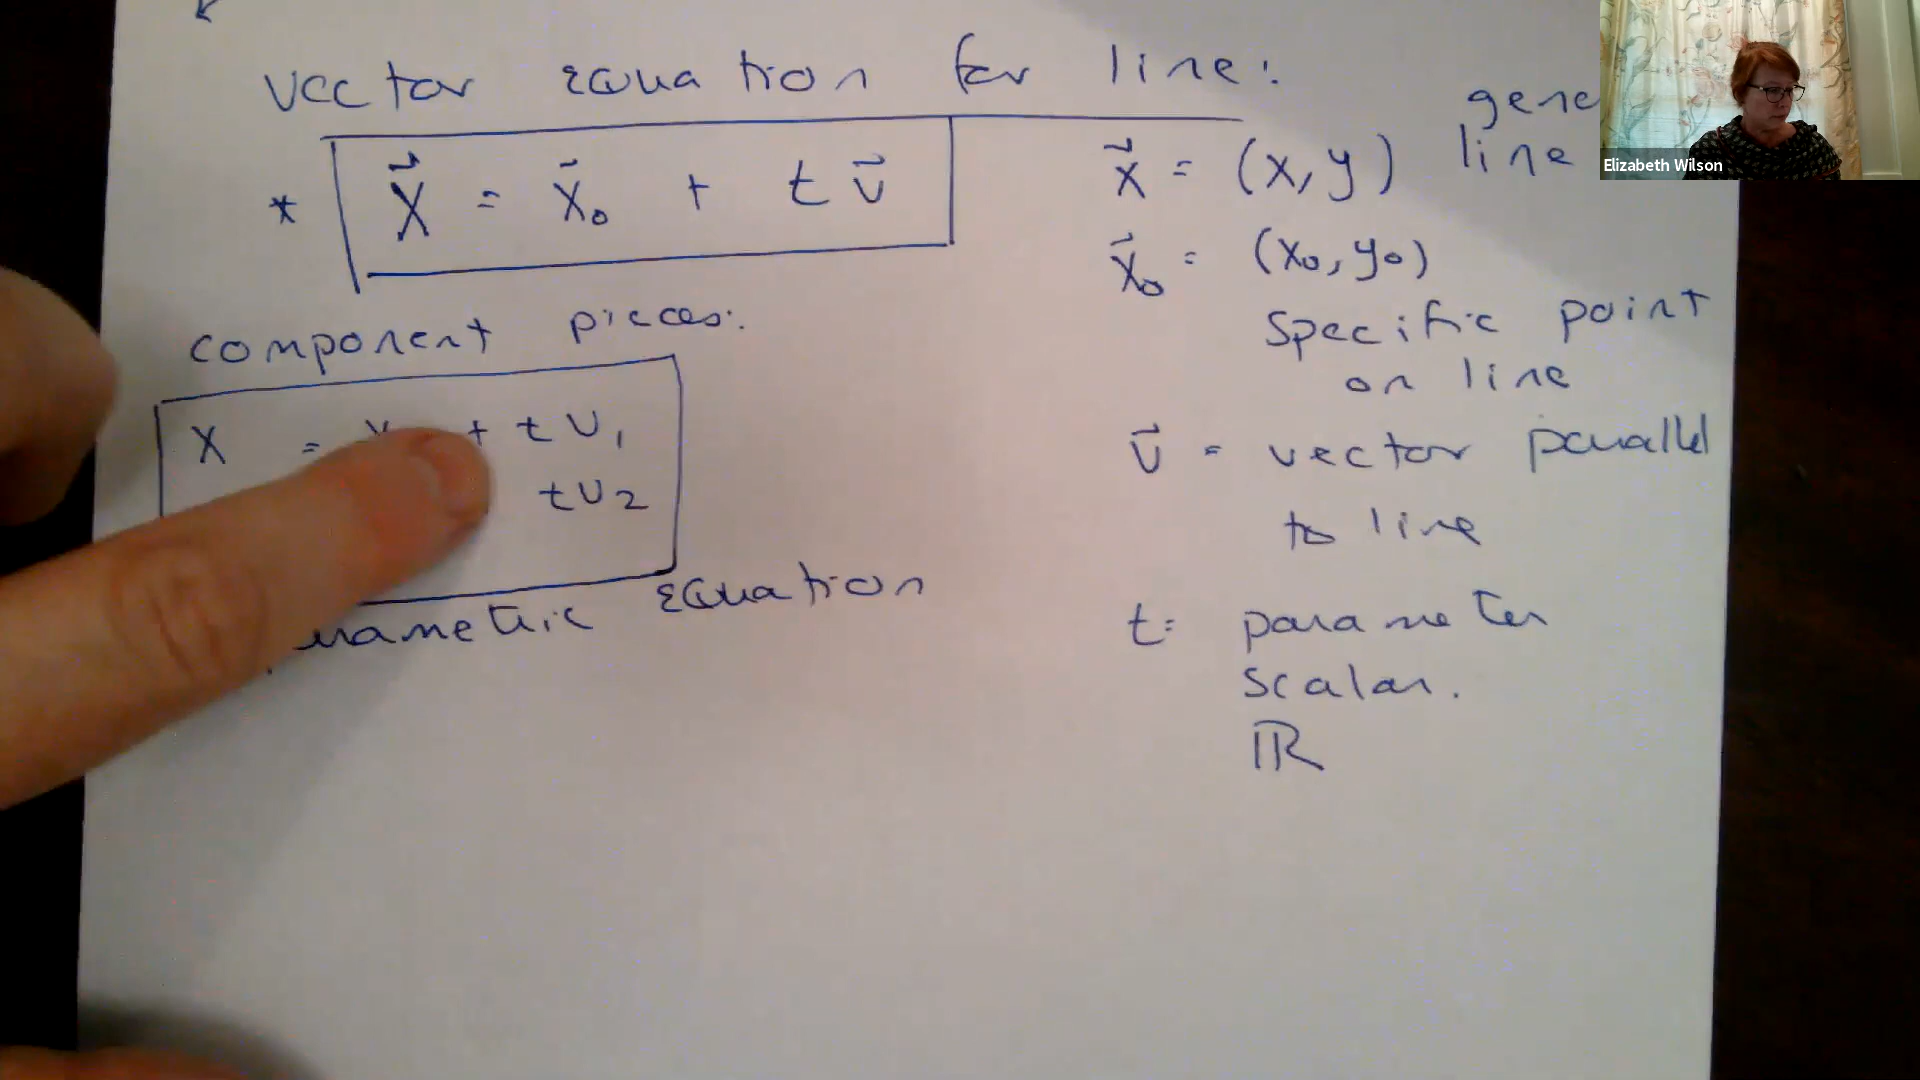 vector equation for line:
* X⃗ = x⃗₀ + t v⃗
component pieces:
X = + t v₁
t v₂
equation
x⃗ = (x, y)
line
x⃗₀ = (x₀, y₀)
specific point
on line
v⃗ = vector parallel
to line
t = parameter
scalar.
ℝ
Elizabeth Wilson